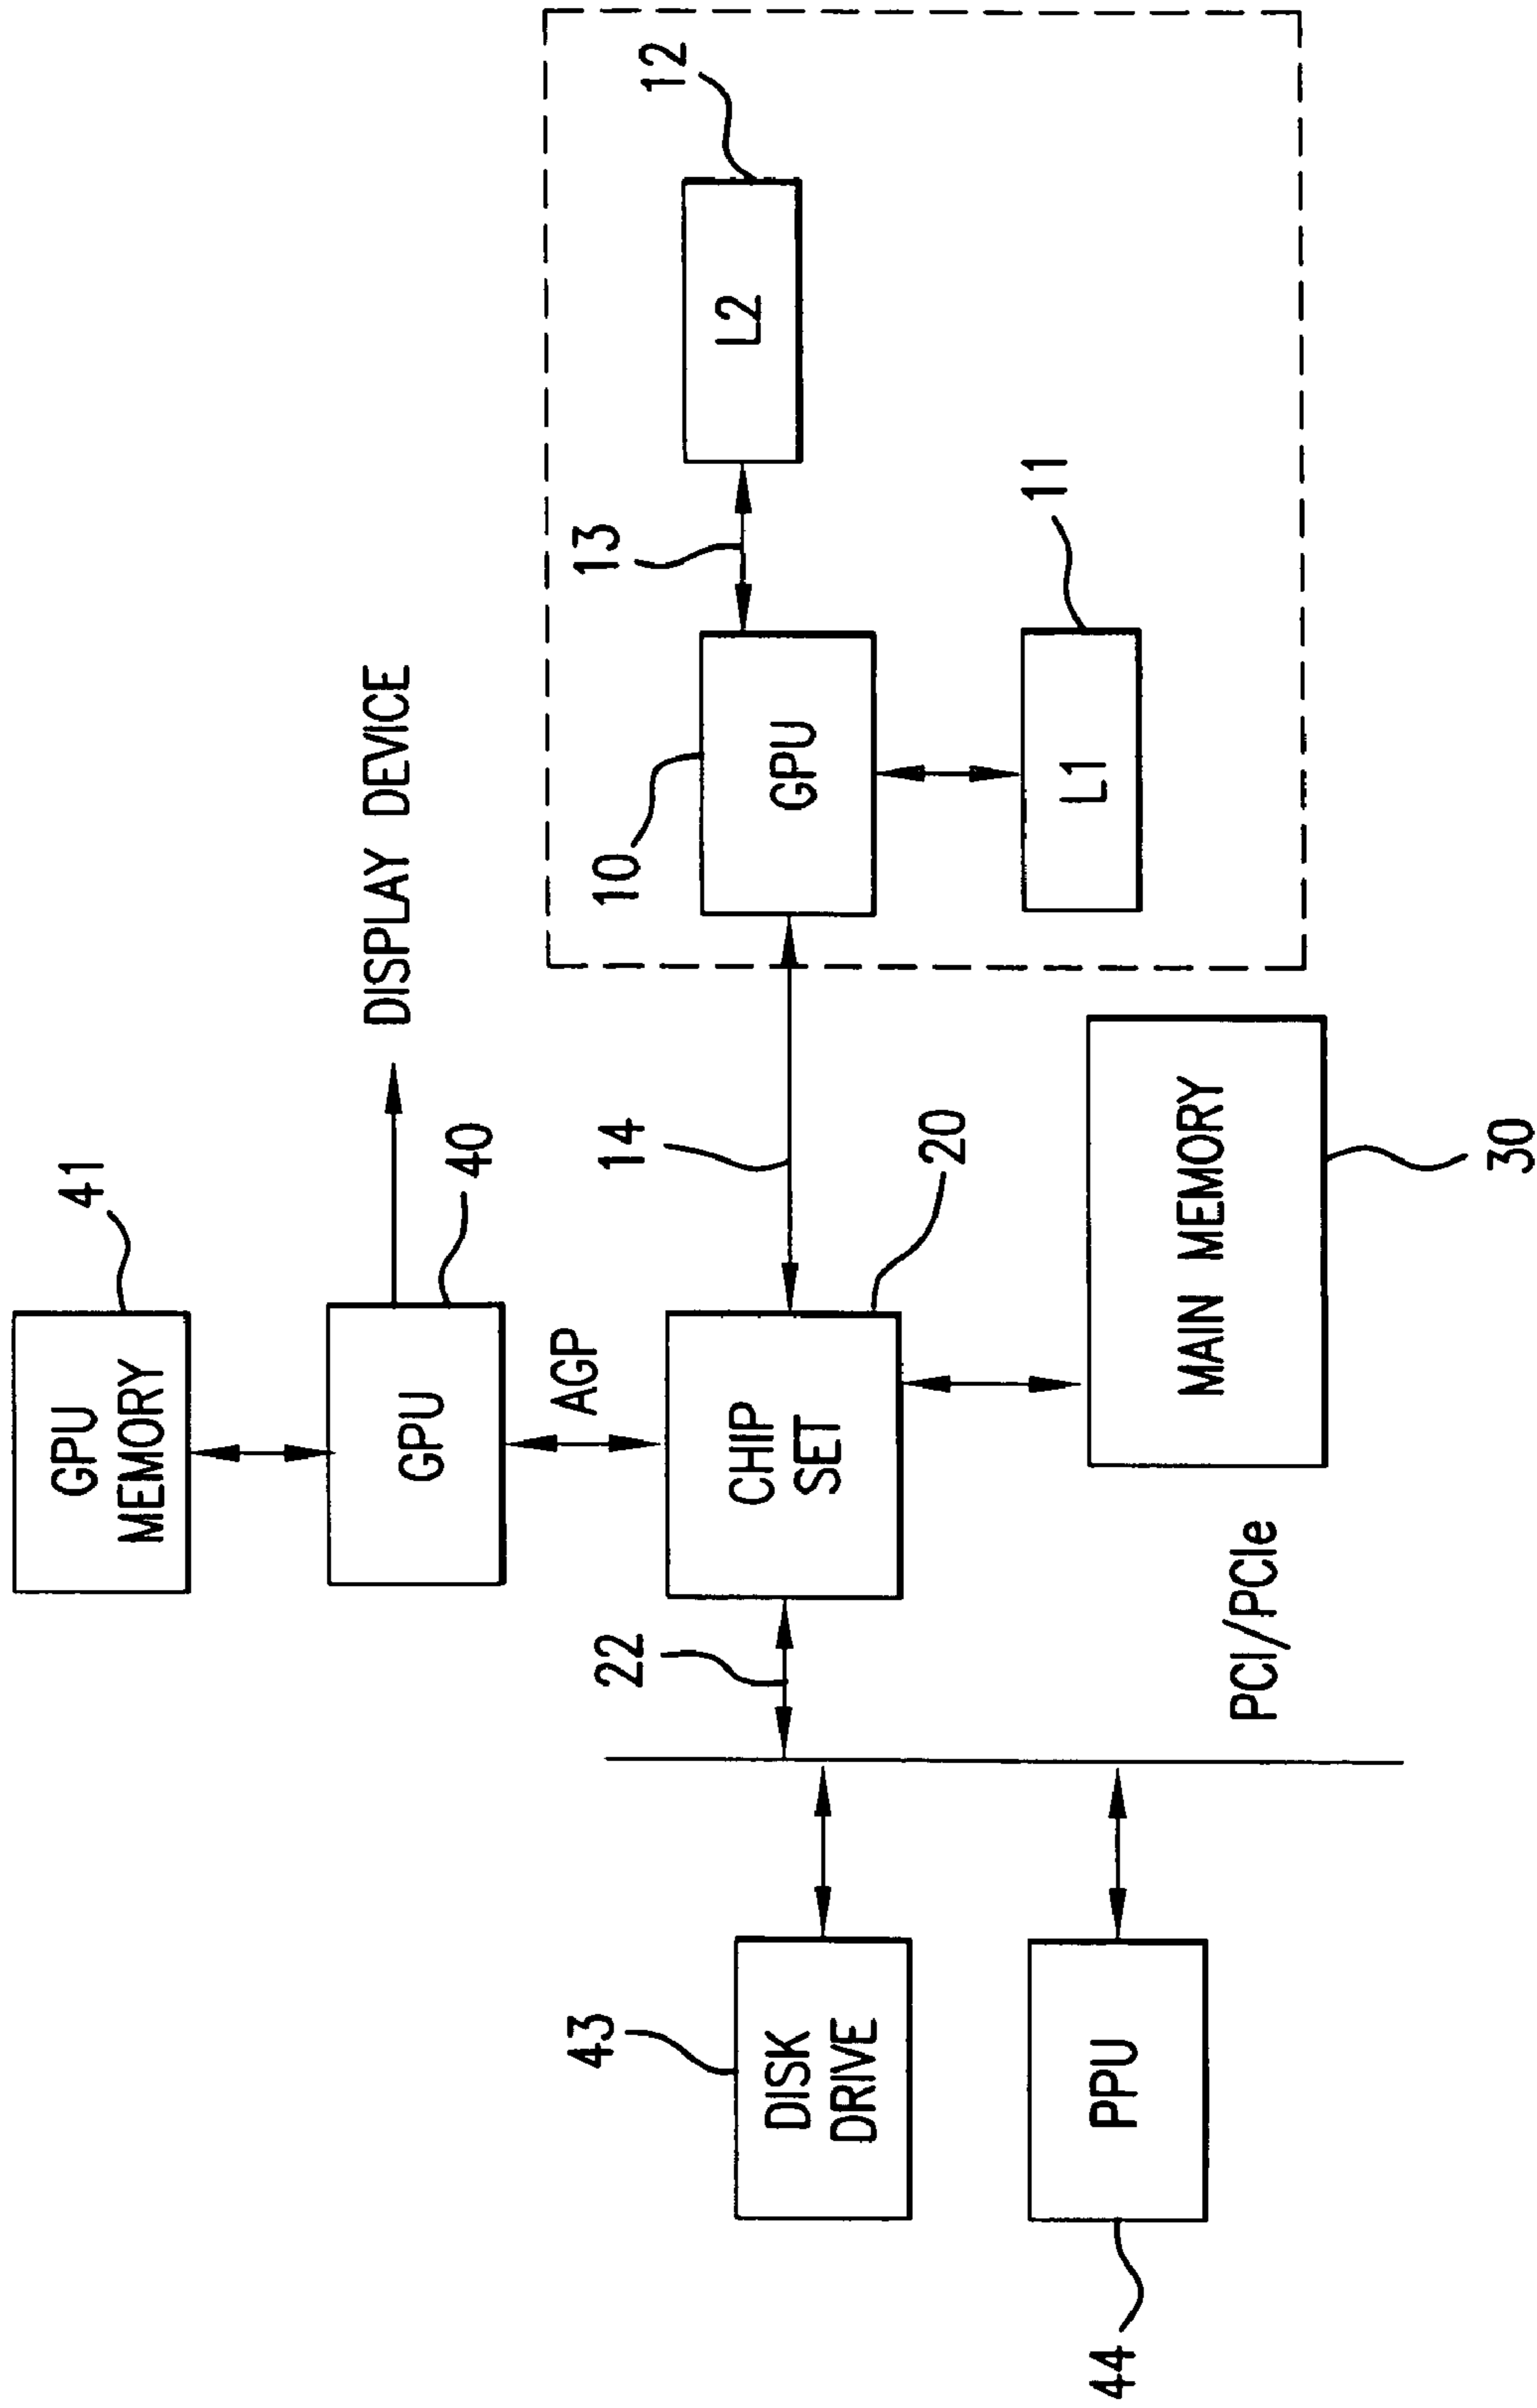 41
GPU
MEMORY
DISPLAY DEVICE
GPU
40
AGP
43
22
14
10
13
12
L2
CHIP
SET
DISK
DRIVE
GPU
20
11
L1
44
PPU
MAIN MEMORY
PCI/PCIe
30